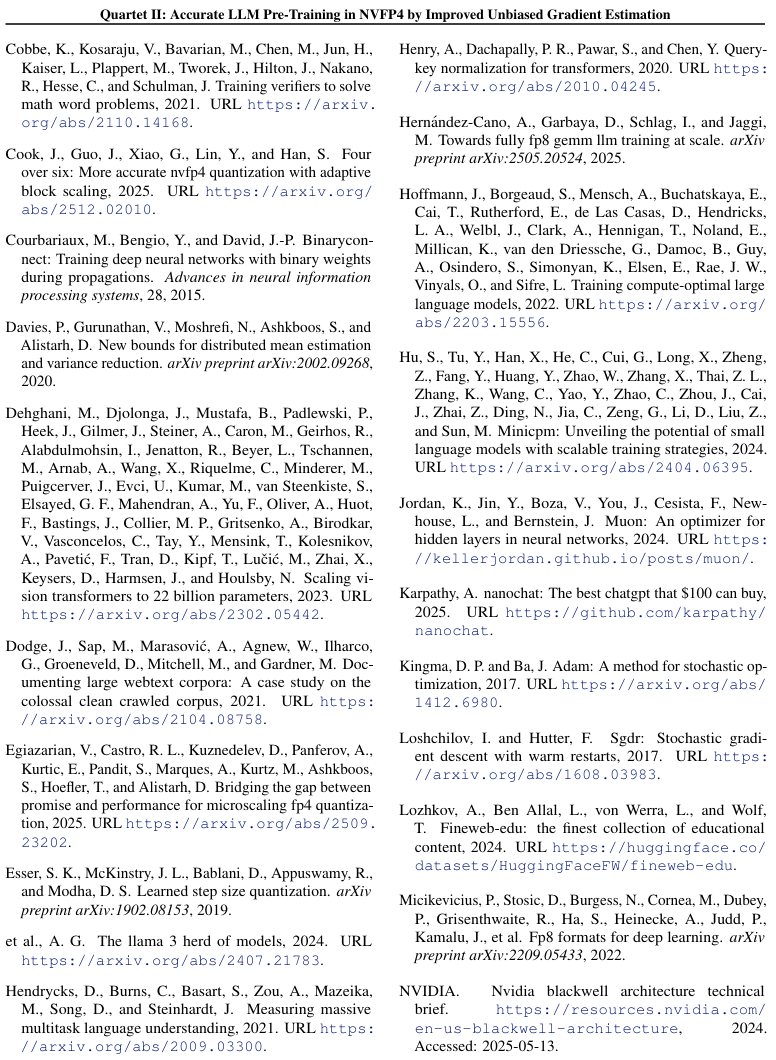 Quartet II: Accurate LLM Pre-Training in NVFP4 by Improved Unbiased Gradient Estimation
Cobbe, K., Kosaraju, V., Bavarian, M., Chen, M., Jun, H.,
Kaiser, L., Plappert, M., Tworek, J., Hilton, J., Nakano,
R., Hesse, C., and Schulman, J. Training verifiers to solve
math word problems, 2021. URL https://arxiv.
org/abs/2110.14168.
Cook, J., Guo, J., Xiao, G., Lin, Y., and Han, S. Four
over six: More accurate nvfp4 quantization with adaptive
block scaling, 2025. URL https://arxiv.org/
abs/2512.02010.
Courbariaux, M., Bengio, Y., and David, J.-P. Binarycon-
nect: Training deep neural networks with binary weights
during propagations. Advances in neural information
processing systems, 28, 2015.
Davies, P., Gurunathan, V., Moshrefi, N., Ashkboos, S., and
Alistarh, D. New bounds for distributed mean estimation
and variance reduction. arXiv preprint arXiv:2002.09268,
2020.
Dehghani, M., Djolonga, J., Mustafa, B., Padlewski, P.,
Heek, J., Gilmer, J., Steiner, A., Caron, M., Geirhos, R.,
Alabdulmohsin, I., Jenatton, R., Beyer, L., Tschannen,
M., Arnab, A., Wang, X., Riquelme, C., Minderer, M.,
Puigcerver, J., Evci, U., Kumar, M., van Steenkiste, S.,
Elsayed, G. F., Mahendran, A., Yu, F., Oliver, A., Huot,
F., Bastings, J., Collier, M. P., Gritsenko, A., Birodkar,
V., Vasconcelos, C., Tay, Y., Mensink, T., Kolesnikov,
A., Pavetić, F., Tran, D., Kipf, T., Lučić, M., Zhai, X.,
Keysers, D., Harmsen, J., and Houlsby, N. Scaling vi-
sion transformers to 22 billion parameters, 2023. URL
https://arxiv.org/abs/2302.05442.
Dodge, J., Sap, M., Marasović, A., Agnew, W., Ilharco,
G., Groeneveld, D., Mitchell, M., and Gardner, M. Doc-
umenting large webtext corpora: A case study on the
colossal clean crawled corpus, 2021. URL https:
//arxiv.org/abs/2104.08758.
Egiazarian, V., Castro, R. L., Kuznedelev, D., Panferov, A.,
Kurtic, E., Pandit, S., Marques, A., Kurtz, M., Ashkboos,
S., Hoefler, T., and Alistarh, D. Bridging the gap between
promise and performance for microscaling fp4 quantiza-
tion, 2025. URL https://arxiv.org/abs/2509.
23202.
Esser, S. K., McKinstry, J. L., Bablani, D., Appuswamy, R.,
and Modha, D. S. Learned step size quantization. arXiv
preprint arXiv:1902.08153, 2019.
et al., A. G. The llama 3 herd of models, 2024. URL
https://arxiv.org/abs/2407.21783.
Hendrycks, D., Burns, C., Basart, S., Zou, A., Mazeika,
M., Song, D., and Steinhardt, J. Measuring massive
multitask language understanding, 2021. URL https:
//arxiv.org/abs/2009.03300.
Henry, A., Dachapally, P. R., Pawar, S., and Chen, Y. Query-
key normalization for transformers, 2020. URL https:
//arxiv.org/abs/2010.04245.
Hernández-Cano, A., Garbaya, D., Schlag, I., and Jaggi,
M. Towards fully fp8 gemm llm training at scale. arXiv
preprint arXiv:2505.20524, 2025.
Hoffmann, J., Borgeaud, S., Mensch, A., Buchatskaya, E.,
Cai, T., Rutherford, E., de Las Casas, D., Hendricks,
L. A., Welbl, J., Clark, A., Hennigan, T., Noland, E.,
Millican, K., van den Driessche, G., Damoc, B., Guy,
A., Osindero, S., Simonyan, K., Elsen, E., Rae, J. W.,
Vinyals, O., and Sifre, L. Training compute-optimal large
language models, 2022. URL https://arxiv.org/
abs/2203.15556.
Hu, S., Tu, Y., Han, X., He, C., Cui, G., Long, X., Zheng,
Z., Fang, Y., Huang, Y., Zhao, W., Zhang, X., Thai, Z. L.,
Zhang, K., Wang, C., Yao, Y., Zhao, C., Zhou, J., Cai,
J., Zhai, Z., Ding, N., Jia, C., Zeng, G., Li, D., Liu, Z.,
and Sun, M. Minicpm: Unveiling the potential of small
language models with scalable training strategies, 2024.
URL https://arxiv.org/abs/2404.06395.
Jordan, K., Jin, Y., Boza, V., You, J., Cesista, F., New-
house, L., and Bernstein, J. Muon: An optimizer for
hidden layers in neural networks, 2024. URL https:
//kellerjordan.github.io/posts/muon/.
Karpathy, A. nanochat: The best chatgpt that $100 can buy,
2025. URL https://github.com/karpathy/
nanochat.
Kingma, D. P. and Ba, J. Adam: A method for stochastic op-
timization, 2017. URL https://arxiv.org/abs/
1412.6980.
Loshchilov, I. and Hutter, F. Sgdr: Stochastic gradi-
ent descent with warm restarts, 2017. URL https:
//arxiv.org/abs/1608.03983.
Lozhkov, A., Ben Allal, L., von Werra, L., and Wolf,
T. Fineweb-edu: the finest collection of educational
content, 2024. URL https://huggingface.co/
datasets/HuggingFaceFW/fineweb-edu.
Micikevicius, P., Stosic, D., Burgess, N., Cornea, M., Dubey,
P., Grisenthwaite, R., Ha, S., Heinecke, A., Judd, P.,
Kamalu, J., et al. Fp8 formats for deep learning. arXiv
preprint arXiv:2209.05433, 2022.
NVIDIA. Nvidia blackwell architecture technical
brief. https://resources.nvidia.com/
en-us-blackwell-architecture, 2024.
Accessed: 2025-05-13.